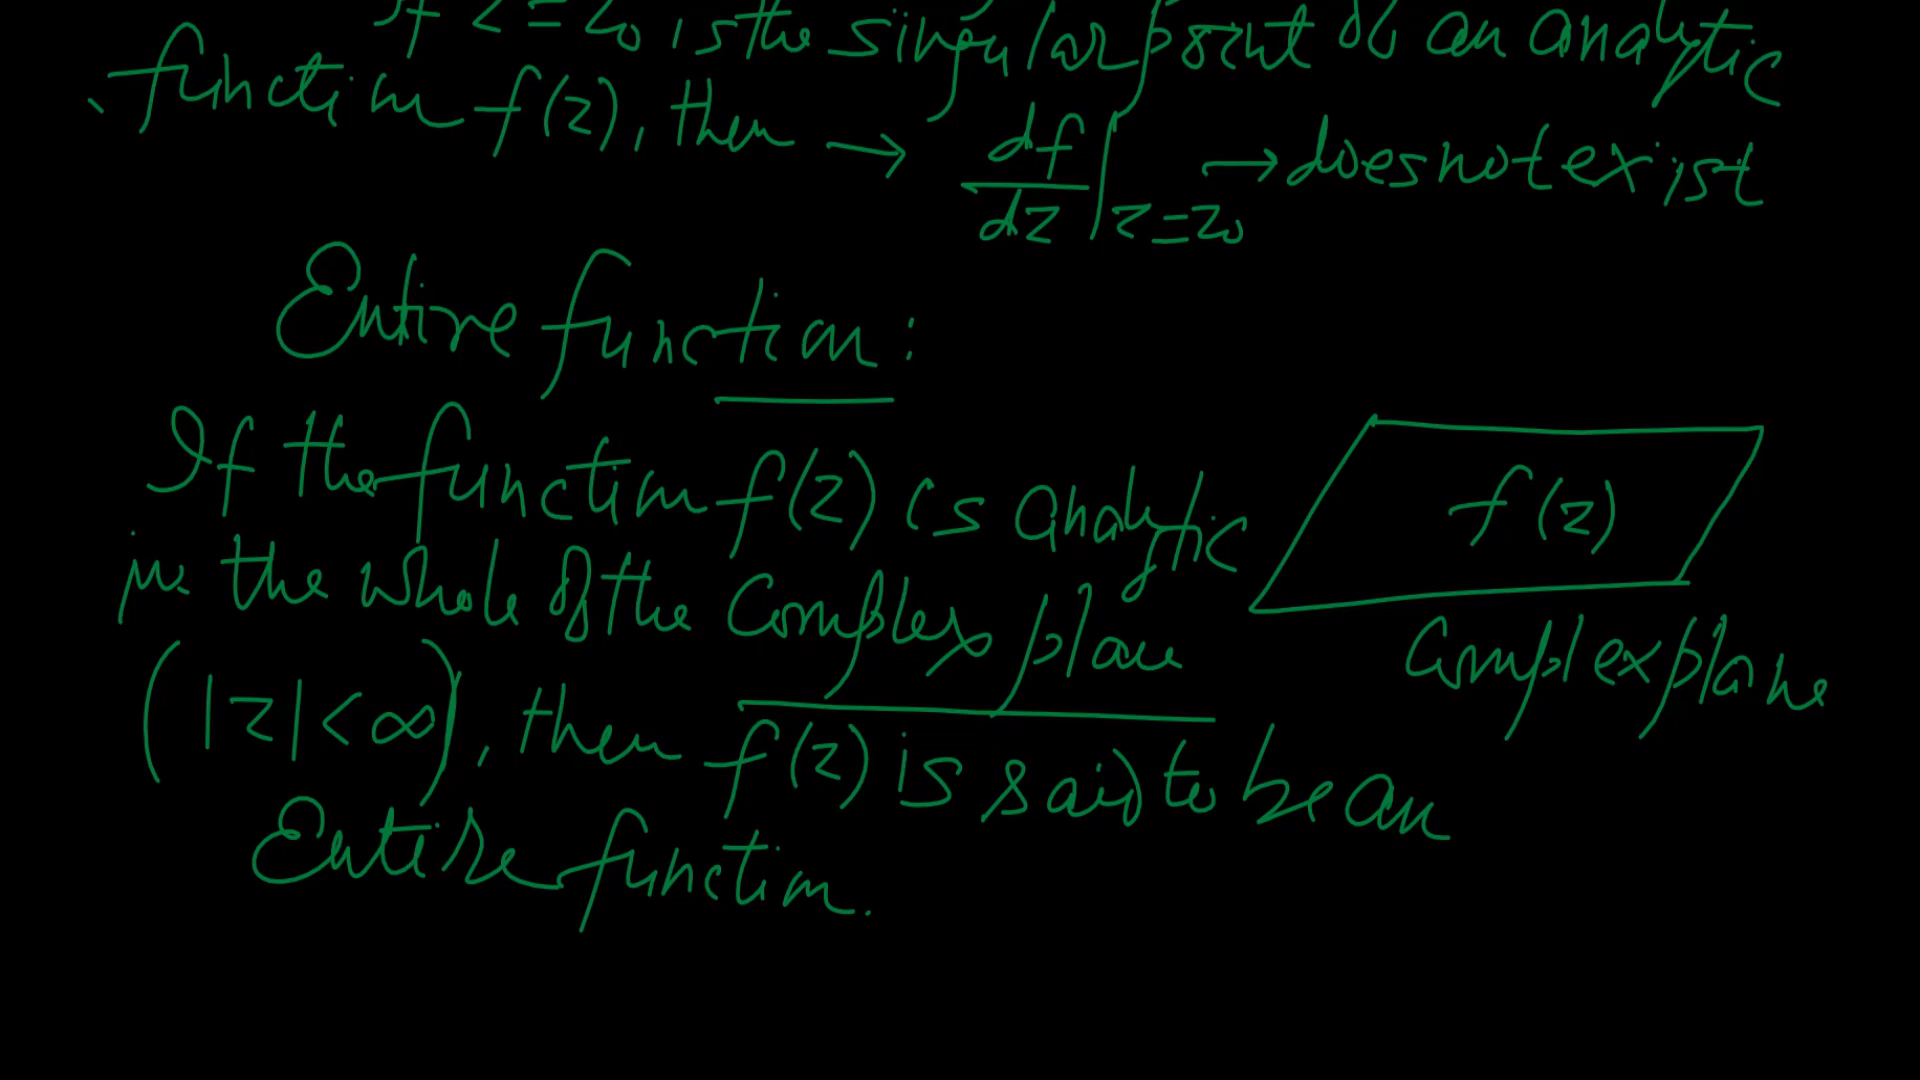 If z = z₀ is the singular point of an analytic
function f(z), then → df/dz|z=z₀ → does not exist
Entire function:
If the function f(z) is analytic
in the whole of the Complex plane
(|z| < ∞), then f(z) is said to be an
Entire function.
f(z)
Complex plane